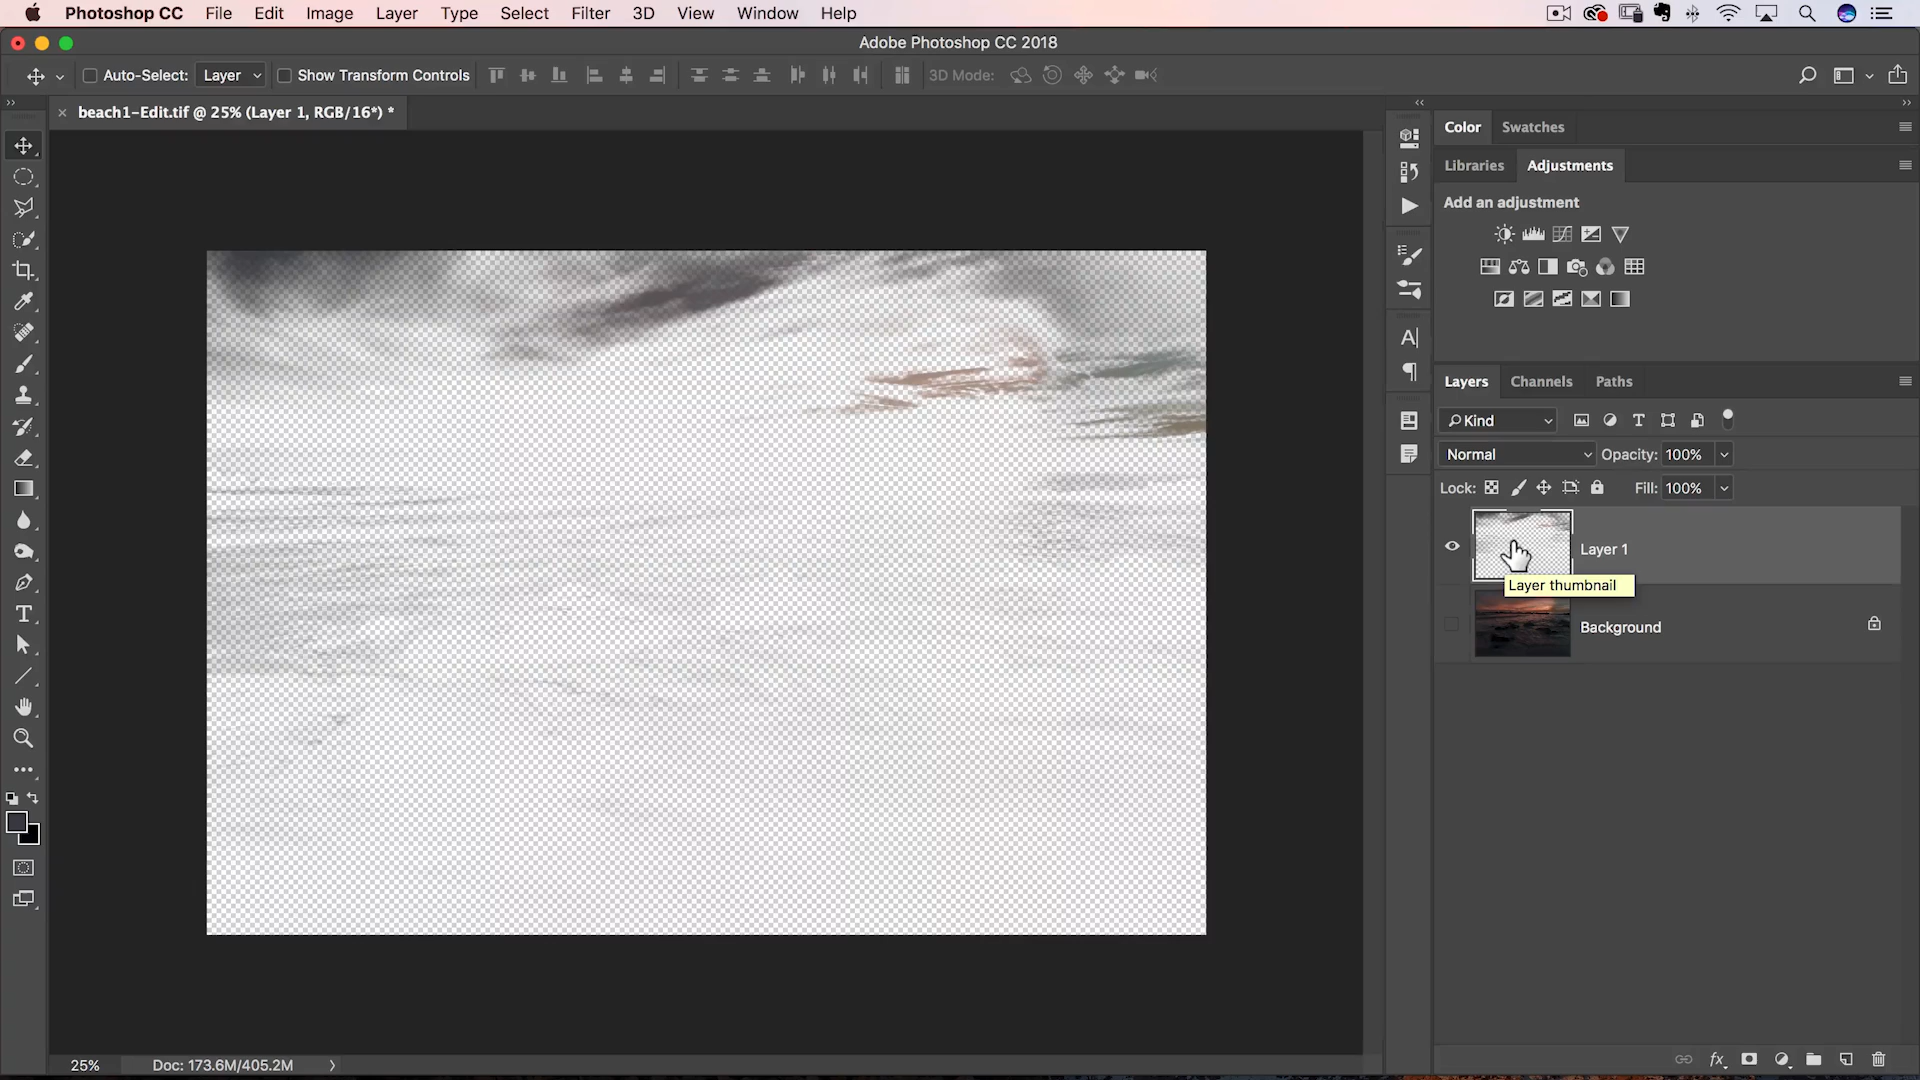 Photoshop CC File Edit Image Layer Type Select Filter 3D View Window Help
Adobe Photoshop CC 2018
Auto-Select: Layer Show Transform Controls 3D Mode:
beach1-Edit.tif @ 25% (Layer 1, RGB/16*) *
Color Swatches
Libraries Adjustments
Add an adjustment
Layers Channels Paths
Kind
Normal Opacity: 100%
Lock: Fill: 100%
Layer 1
Layer thumbnail
Background
25% Doc: 173.6M/405.2M